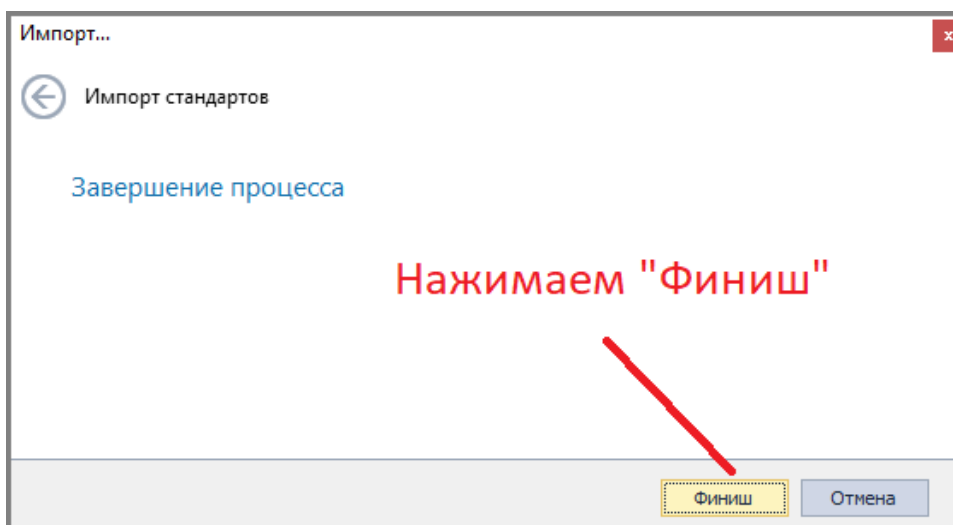 Импорт...
x
Импорт стандартов
Завершение процесса
Нажимаем "Финиш"
Финиш
Отмена